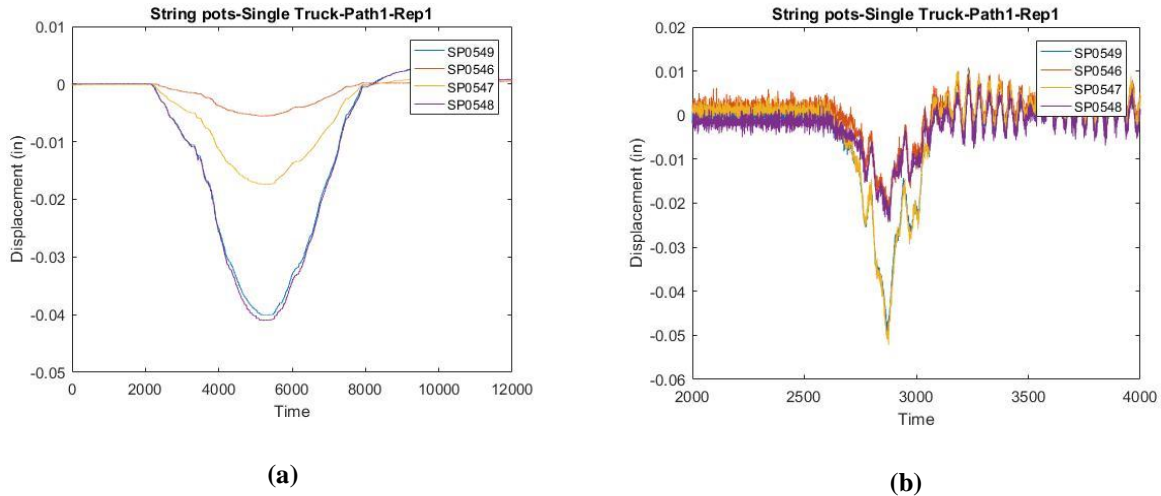 String pots-Single Truck-Path1-Rep1
0.01
0
-0.01
-0.02
-0.03
-0.04
-0.05
Displacement (in)
SP0549
SP0546
SP0547
SP0548
0 2000 4000 6000 8000 10000 12000
Time
(a)
String pots-Single Truck-Path1-Rep1
0.02
0.01
0
-0.01
-0.02
-0.03
-0.04
-0.05
-0.06
Displacement (in)
SP0549
SP0546
SP0547
SP0548
2000 2500 3000 3500 4000
Time
(b)